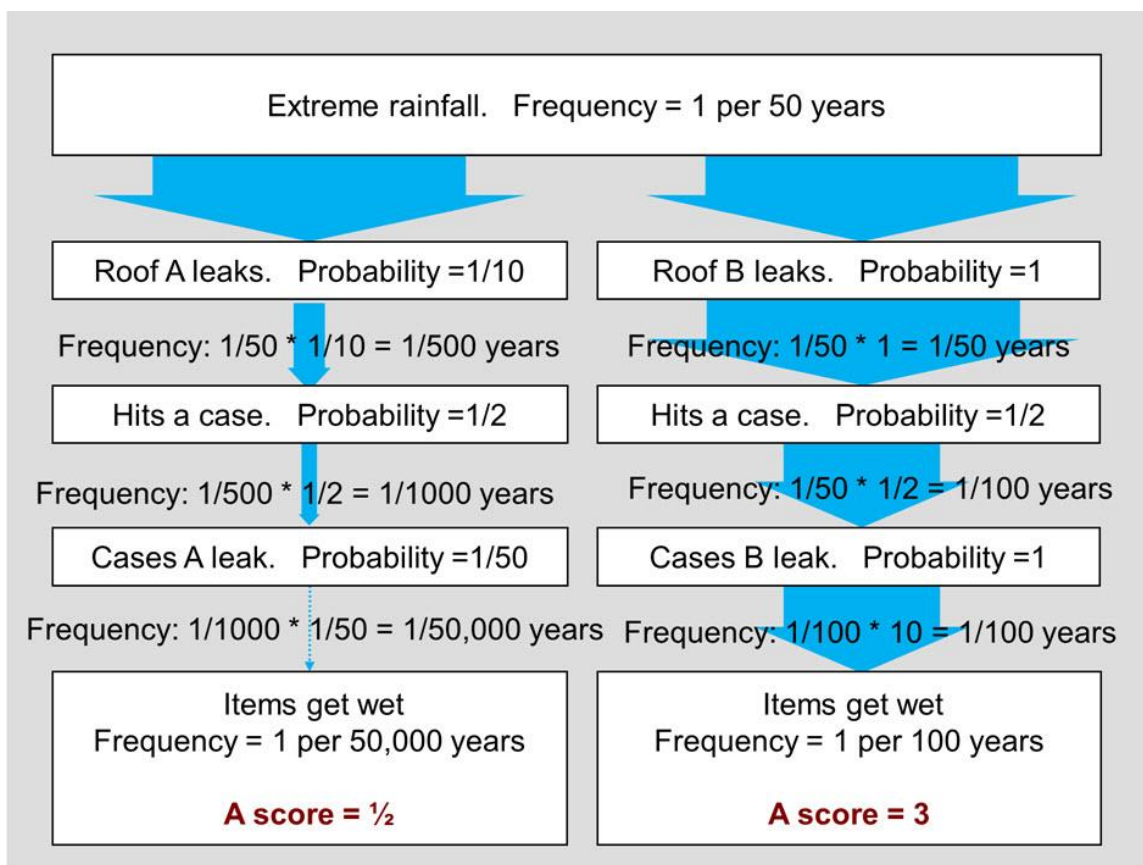 Extreme rainfall. Frequency = 1 per 50 years
Roof A leaks. Probability =1/10
Frequency: 1/50 * 1/10 = 1/500 years
Hits a case. Probability =1/2
Frequency: 1/500 * 1/2 = 1/1000 years
Cases A leak. Probability =1/50
Frequency: 1/1000 * 1/50 = 1/50,000 years
Items get wet
Frequency = 1 per 50,000 years
A score = ½
Roof B leaks. Probability =1
Frequency: 1/50 * 1 = 1/50 years
Hits a case. Probability =1/2
Frequency: 1/50 * 1/2 = 1/100 years
Cases B leak. Probability =1
Frequency: 1/100 * 10 = 1/100 years
Items get wet
Frequency = 1 per 100 years
A score = 3